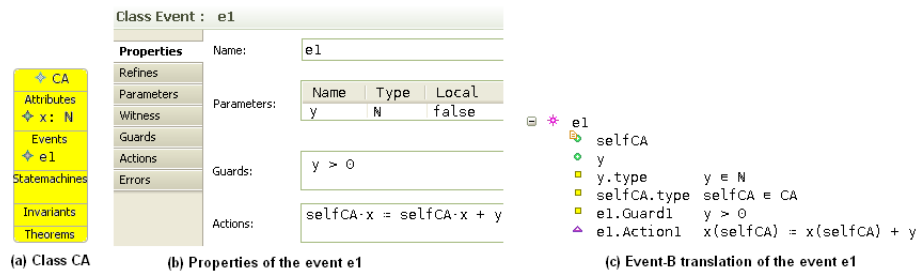 Class Event : e1
CA
Attributes
x: ℕ
Events
e1
Statemachines
Invariants
Theorems
(a) Class CA
Properties
Refines
Parameters
Witness
Guards
Actions
Errors
Name: e1
Parameters:
Name Type Local
y ℕ false
Guards: y > 0
Actions: selfCA·x ≔ selfCA·x + y
(b) Properties of the event e1
e1
selfCA
y
y.type y ∈ ℕ
selfCA.type selfCA ∈ CA
e1.Guard1 y > 0
e1.Action1 x(selfCA) ≔ x(selfCA) + y
(c) Event-B translation of the event e1